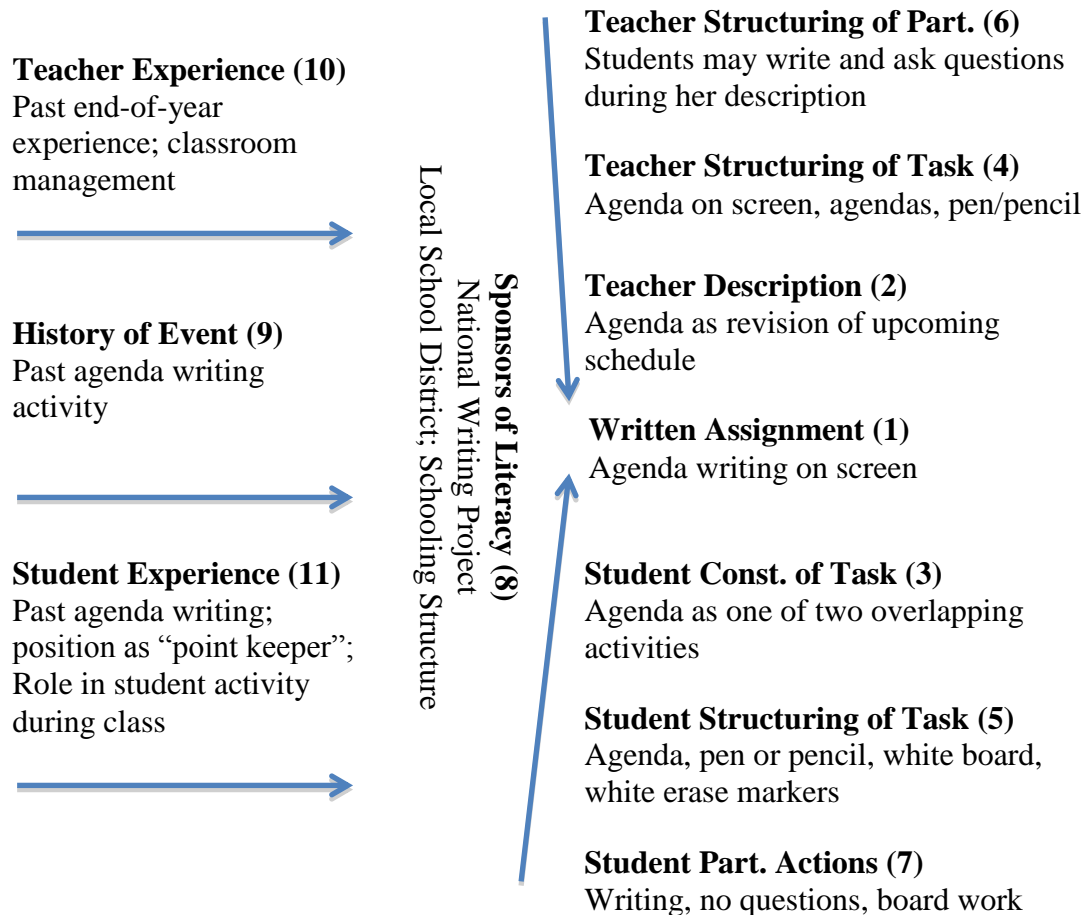 Teacher Experience (10)
Past end-of-year
experience; classroom
management
History of Event (9)
Past agenda writing
activity
Student Experience (11)
Past agenda writing;
position as “point keeper”;
Role in student activity
during class
Sponsors of Literacy (8)
National Writing Project
Local School District; Schooling Structure
Teacher Structuring of Part. (6)
Students may write and ask questions
during her description
Teacher Structuring of Task (4)
Agenda on screen, agendas, pen/pencil
Teacher Description (2)
Agenda as revision of upcoming
schedule
Written Assignment (1)
Agenda writing on screen
Student Const. of Task (3)
Agenda as one of two overlapping
activities
Student Structuring of Task (5)
Agenda, pen or pencil, white board,
white erase markers
Student Part. Actions (7)
Writing, no questions, board work